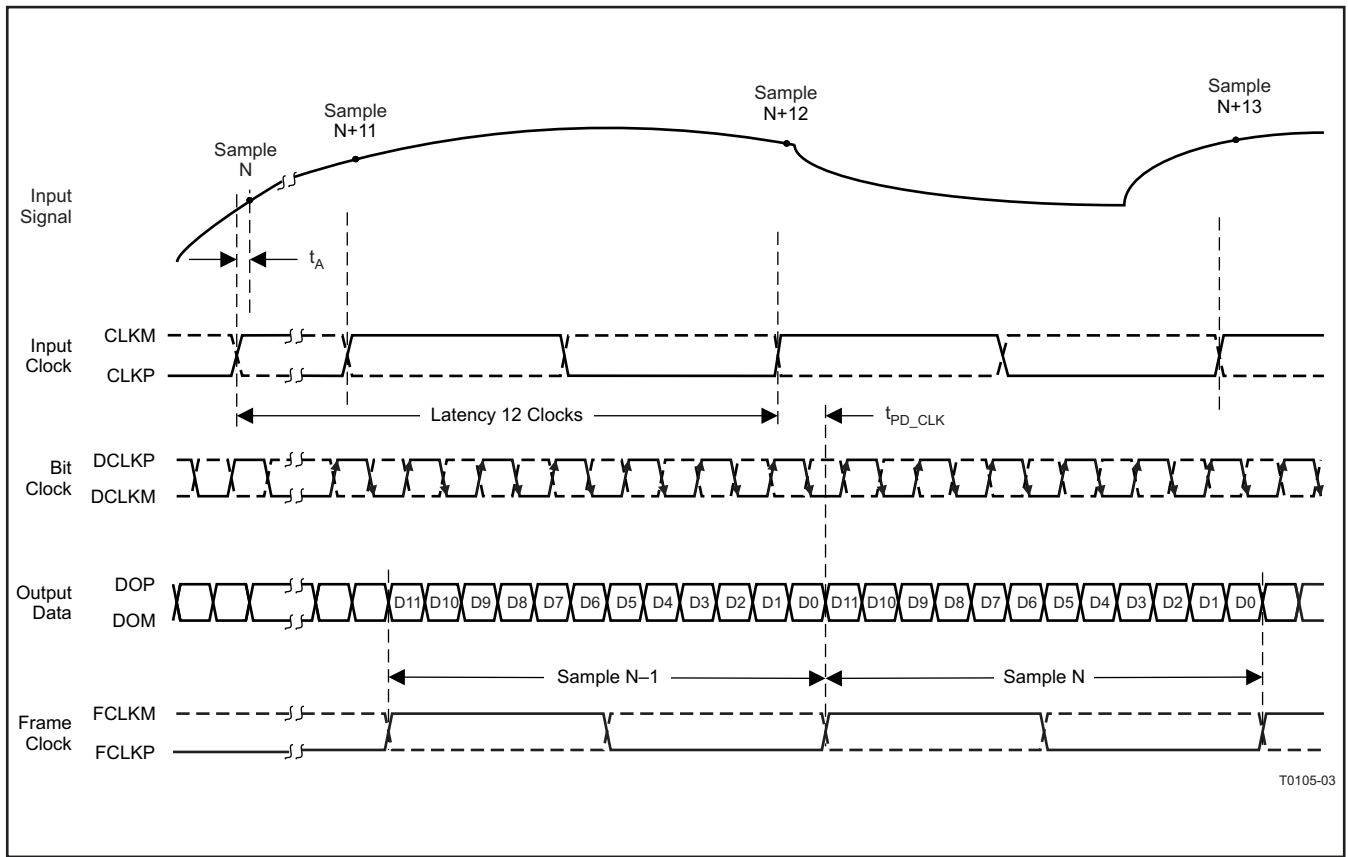 Sample
N
Sample
N+11
Sample
N+12
Sample
N+13
Input
Signal
tA
Input
Clock
CLKM
CLKP
Latency 12 Clocks
tPD_CLK
Bit
Clock
DCLKP
DCLKM
Output
Data
DOP
DOM
D11 D10 D9 D8 D7 D6 D5 D4 D3 D2 D1 D0 D11 D10 D9 D8 D7 D6 D5 D4 D3 D2 D1 D0
Sample N–1
Sample N
Frame
Clock
FCLKM
FCLKP
T0105-03